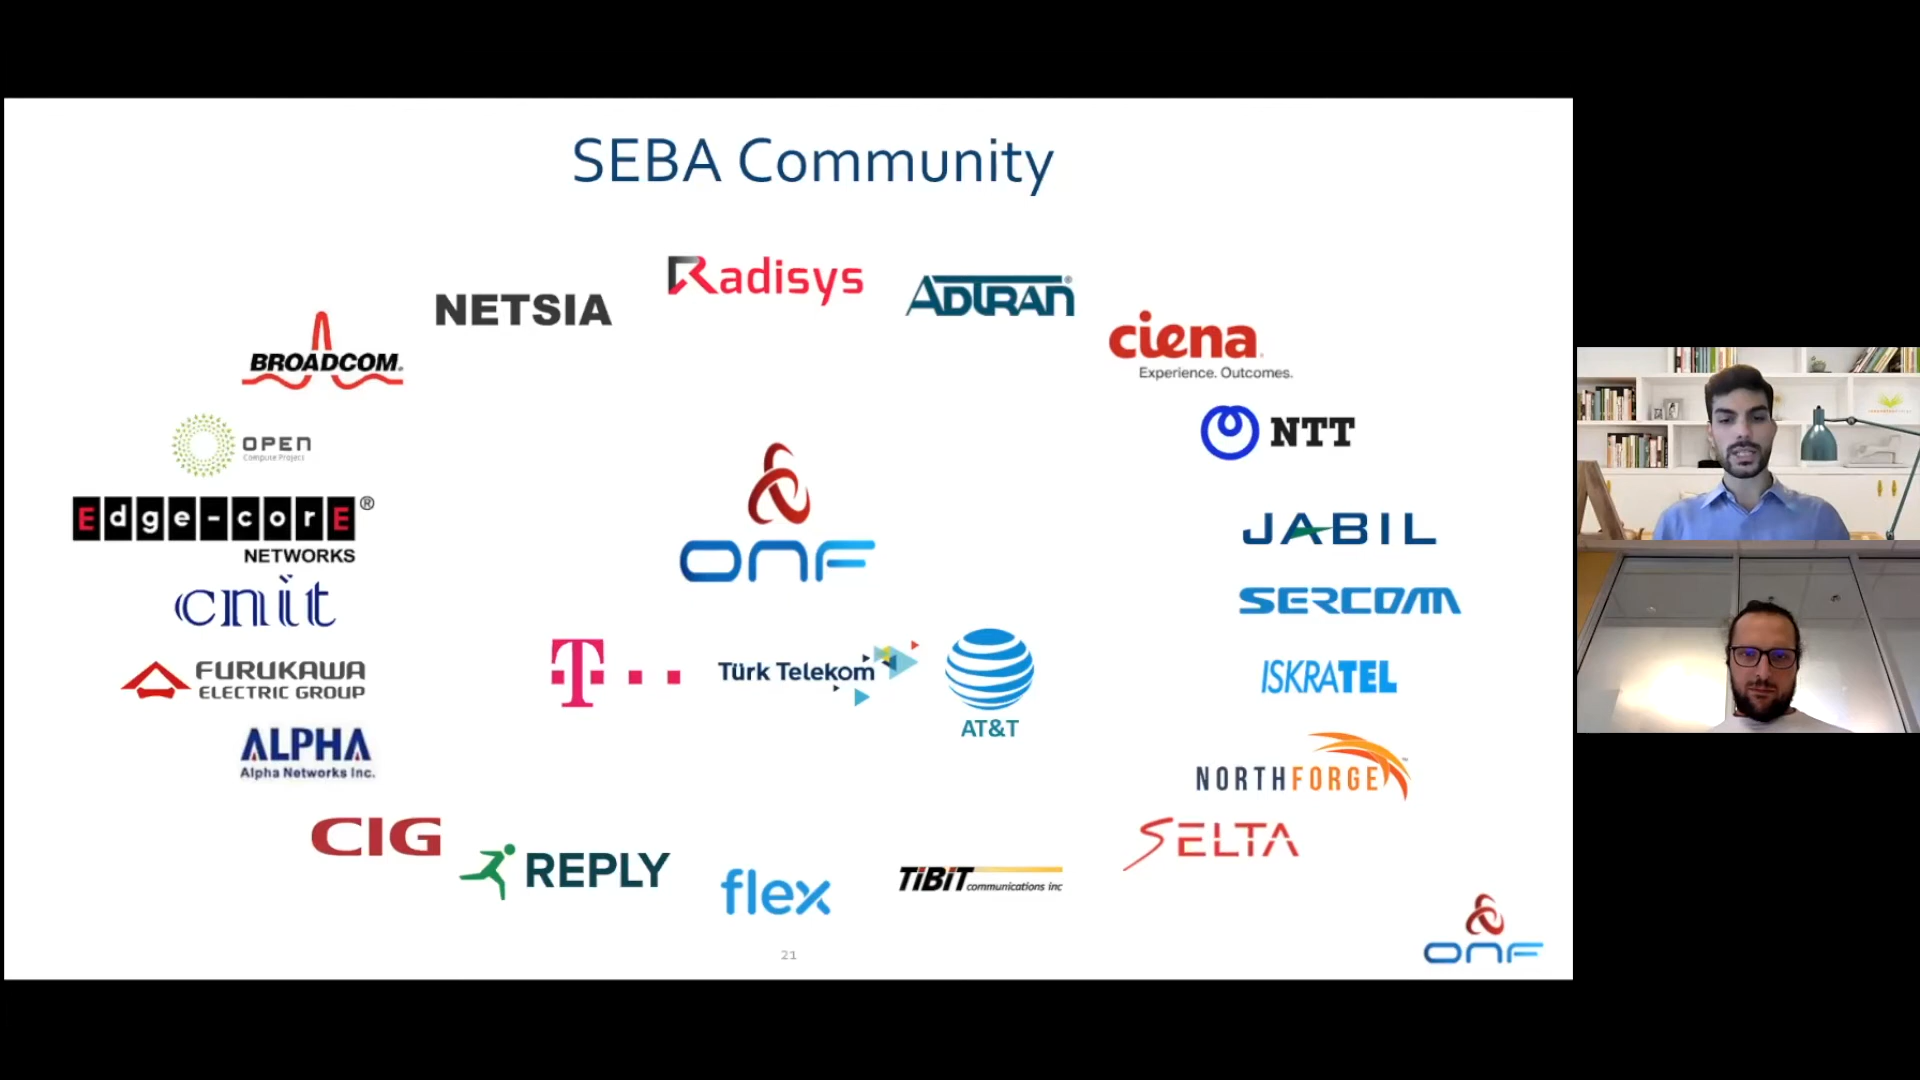 SEBA Community
Radisys
NETSIA
ADTRAN®
BROADCOM.
ciena
Experience. Outcomes.
OPEN
Compute Project
NTT
Edge-corE®
NETWORKS
ONF
JABIL
cnit
SERCOMM
FURUKAWA
ELECTRIC GROUP
T
Türk Telekom
AT&T
ISKRATEL
ALPHA
Alpha Networks Inc.
NORTHFORGE
CIG
REPLY
flex
TiBiT communications inc
SELTA
21
ONF